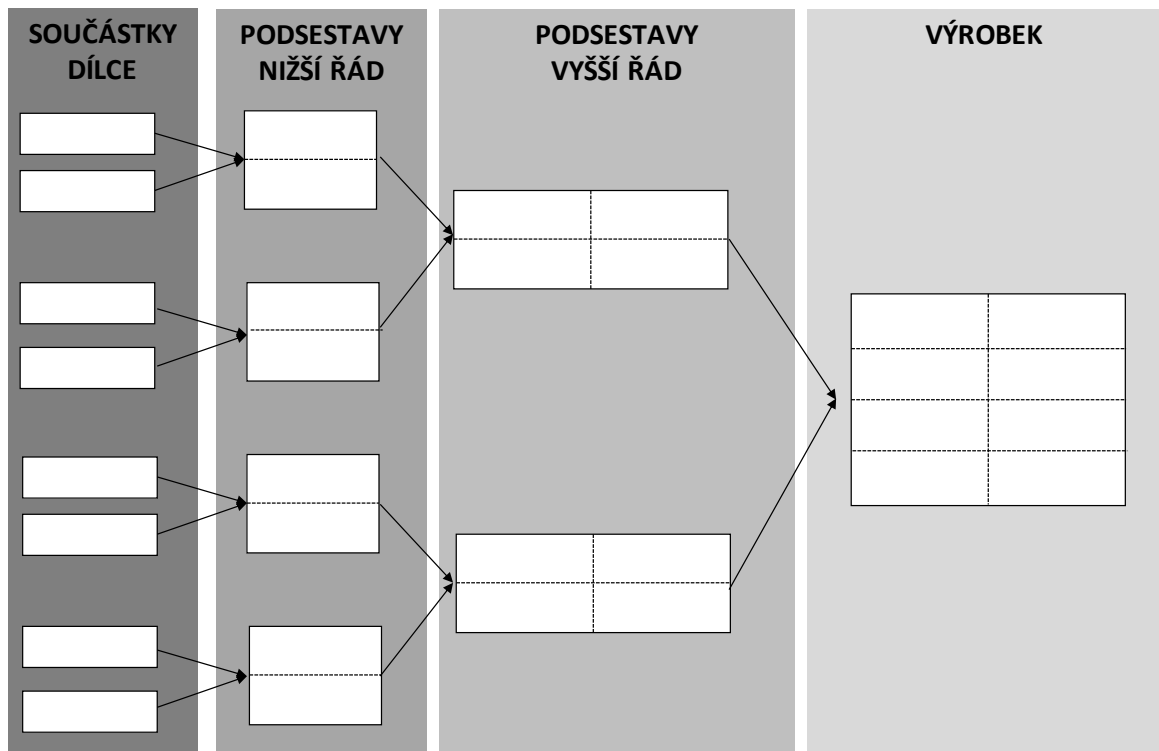 SOUČÁSTKY
DÍLCE
PODSESTAVY
NIŽŠÍ ŘÁD
PODSESTAVY
VYŠŠÍ ŘÁD
VÝROBEK